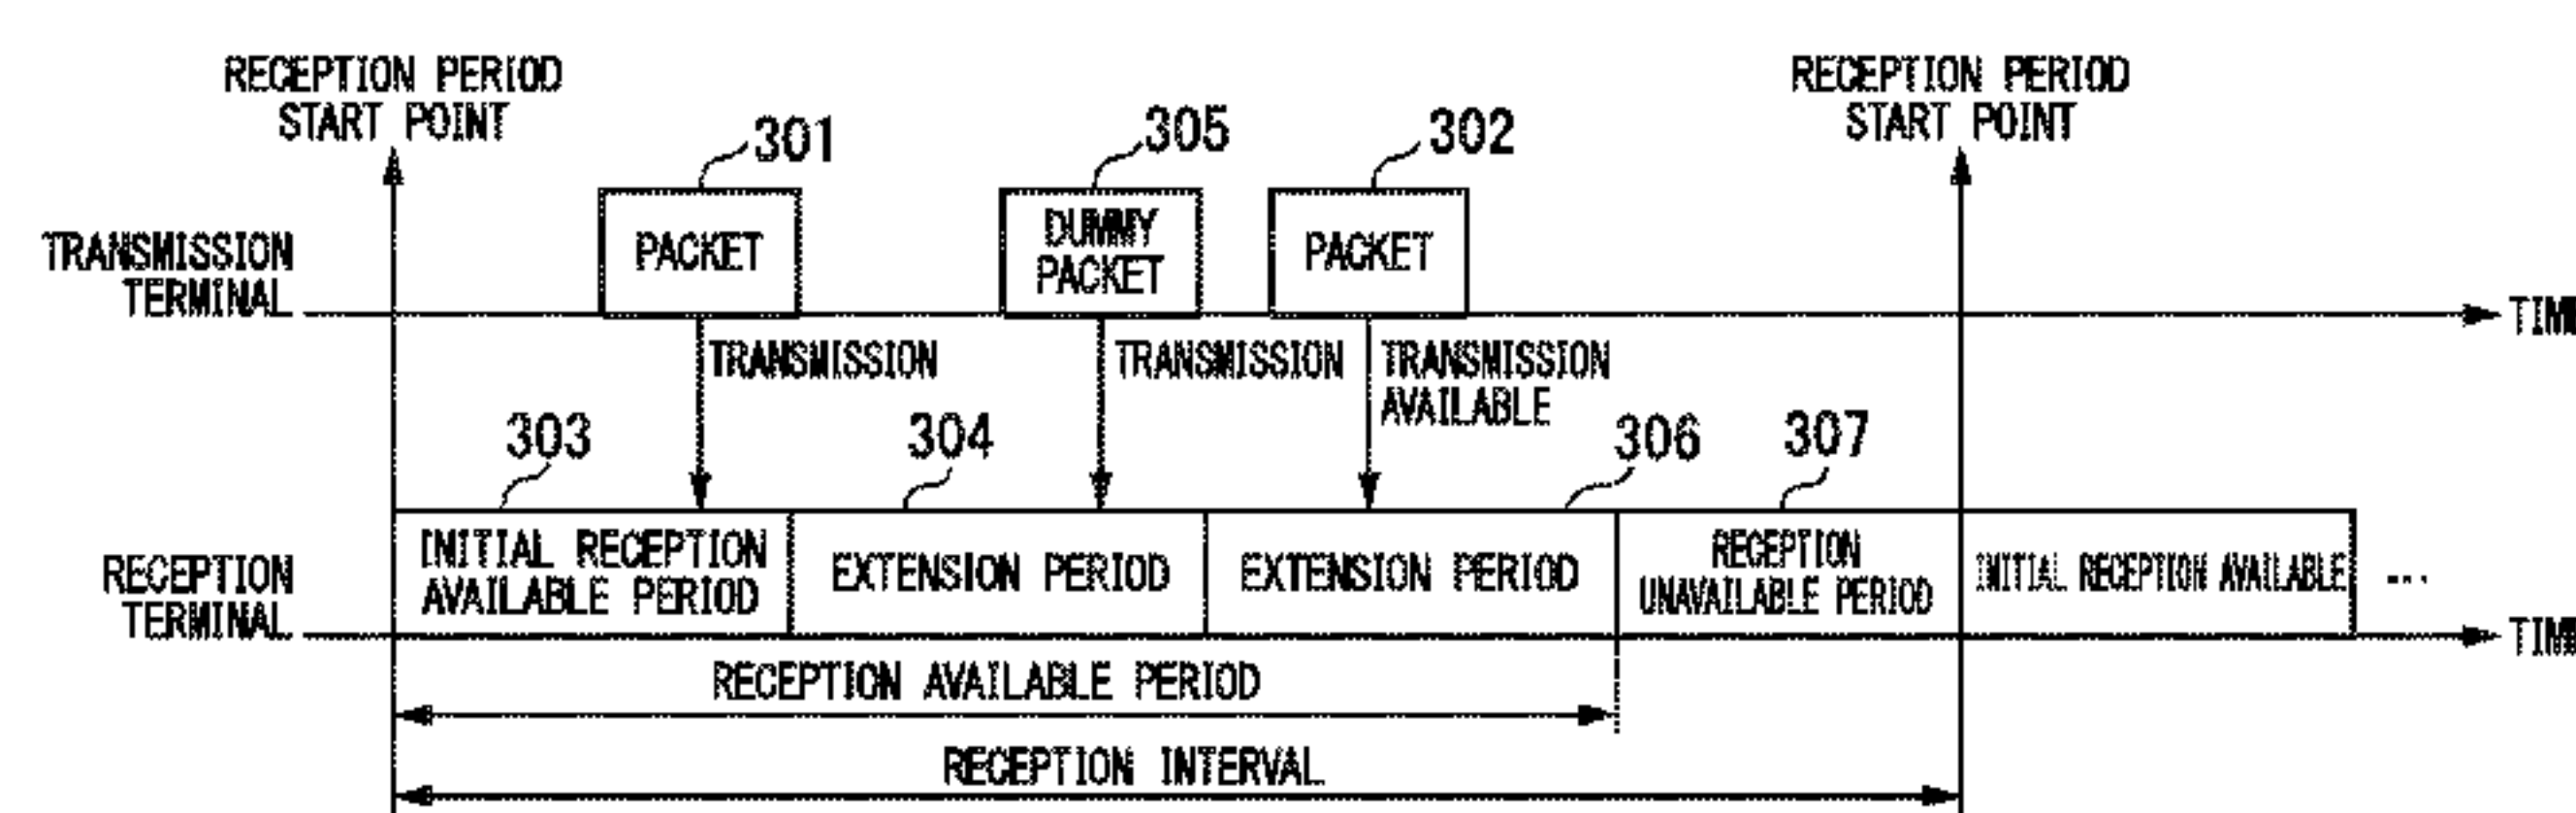 RECEPTION PERIOD
START POINT
RECEPTION PERIOD
START POINT
301
305
302
TRANSMISSION
TERMINAL
PACKET
DUMMY
PACKET
PACKET
TIME
TRANSMISSION
TRANSMISSION
TRANSMISSION
AVAILABLE
303
304
306
307
RECEPTION
TERMINAL
INITIAL RECEPTION
AVAILABLE PERIOD
EXTENSION PERIOD
EXTENSION PERIOD
RECEPTION
UNAVAILABLE PERIOD
INITIAL RECEPTION AVAILABLE
...
TIME
RECEPTION AVAILABLE PERIOD
RECEPTION INTERVAL